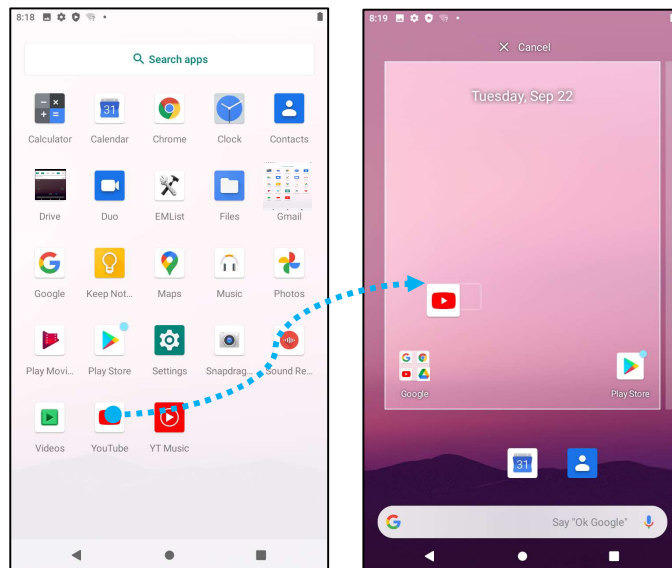 8:18
Search apps
- ×
+ =
31
Calculator Calendar Chrome Clock Contacts
Drive Duo EMList Files Gmail
Google Keep Not... Maps Music Photos
Play Movi... Play Store Settings Snapdrag... Sound Re...
Videos YouTube YT Music
8:19
× Cancel
Tuesday, Sep 22
Google Play Store
31
Say "Ok Google"